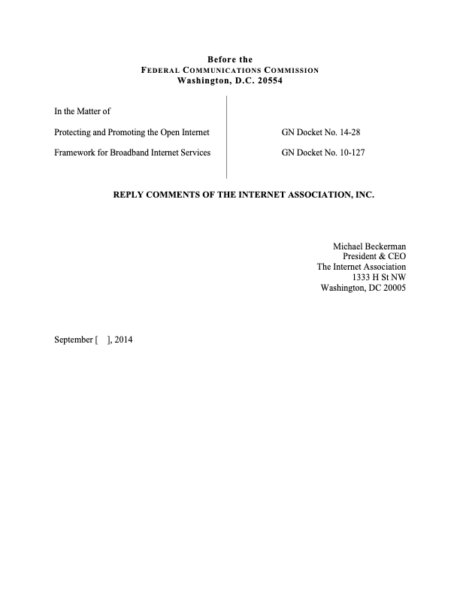 Before the
FEDERAL COMMUNICATIONS COMMISSION
Washington, D.C. 20554
In the Matter of
Protecting and Promoting the Open Internet
GN Docket No. 14-28
Framework for Broadband Internet Services
GN Docket No. 10-127
REPLY COMMENTS OF THE INTERNET ASSOCIATION, INC.
Michael Beckerman
President & CEO
The Internet Association
1333 H St NW
Washington, DC 20005
September [ ], 2014